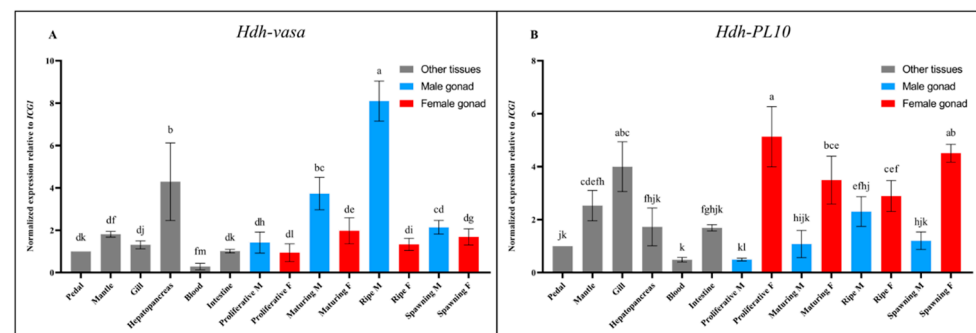 A
Hdh-vasa
Normalized expression relative to ICG1
10
8
6
4
2
0
Other tissues
Male gonad
Female gonad
dk
df
dj
b
fm
dk
dh
dl
bc
de
a
di
cd
dg
Pedal
Mantle
Gill
Hepatopancreas
Blood
Intestine
Proliferative M
Proliferative F
Maturing M
Maturing F
Ripe M
Ripe F
Spawning M
Spawning F
B
Hdh-PL10
Normalized expression relative to ICG1
8
6
4
2
0
Other tissues
Male gonad
Female gonad
jk
cdefh
abc
fhjk
k
fghjk
kl
a
hijk
bce
efhj
cef
hjk
ab
Pedal
Mantle
Gill
Hepatopancreas
Blood
Intestine
Proliferative M
Proliferative F
Maturing M
Maturing F
Ripe M
Ripe F
Spawning M
Spawning F